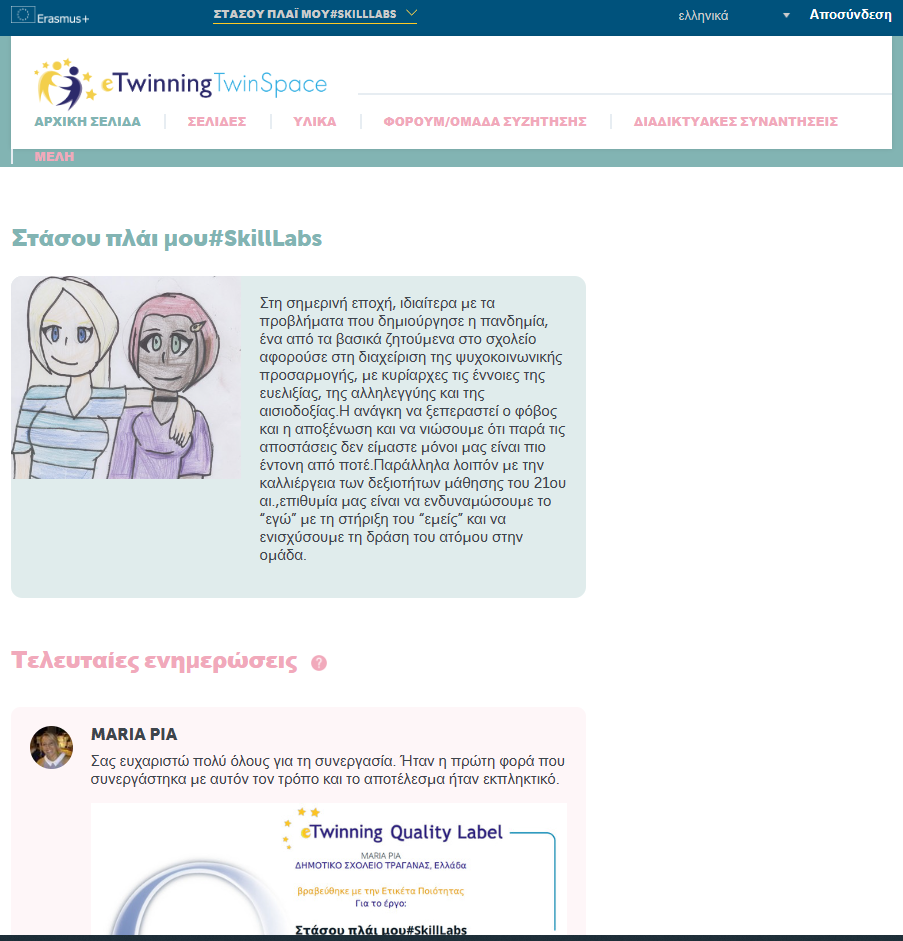 Erasmus+
ΣΤΑΣΟΥ ΠΛΑΪ ΜΟΥ#SKILLLABS
ελληνικά
Αποσύνδεση
eTwinningTwinSpace
ΑΡΧΙΚΗ ΣΕΛΙΔΑ
ΣΕΛΙΔΕΣ
ΥΛΙΚΑ
ΦΟΡΟΥΜ/ΟΜΑΔΑ ΣΥΖΗΤΗΣΗΣ
ΔΙΑΔΙΚΤΥΑΚΕΣ ΣΥΝΑΝΤΗΣΕΙΣ
ΜΕΛΗ
Στάσου πλάι μου#SkillLabs
Στη σημερινή εποχή, ιδιαίτερα με τα
προβλήματα που δημιούργησε η πανδημία,
ένα από τα βασικά ζητούμενα στο σχολείο
αφορούσε στη διαχείριση της ψυχοκοινωνικής
προσαρμογής, με κυρίαρχες τις έννοιες της
ευελιξίας, της αλληλεγγύης και της
αισιοδοξίας.Η ανάγκη να ξεπεραστεί ο φόβος
και η αποξένωση και να νιώσουμε ότι παρά τις
αποστάσεις δεν είμαστε μόνοι μας είναι πιο
έντονη από ποτέ.Παράλληλα λοιπόν με την
καλλιέργεια των δεξιοτήτων μάθησης του 21ου
αι.,επιθυμία μας είναι να ενδυναμώσουμε το
“εγώ” με τη στήριξη του “εμείς” και να
ενισχύσουμε τη δράση του ατόμου στην
ομάδα.
Τελευταίες ενημερώσεις ?
MARIA PIA
Σας ευχαριστώ πολύ όλους για τη συνεργασία. Ήταν η πρώτη φορά που
συνεργάστηκα με αυτόν τον τρόπο και το αποτέλεσμα ήταν εκπληκτικό.
eTwinning Quality Label
MARIA PIA
ΔΗΜΟΤΙΚΟ ΣΧΟΛΕΙΟ ΤΡΑΓΑΝΑΣ, Ελλάδα
βραβεύθηκε με την Ετικέτα Ποιότητας
Για το έργο:
Στάσου πλάι μου#SkillLabs